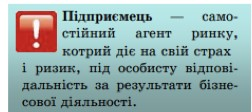 Підприємець — само-
стійний агент ринку,
котрий діє на свій страх
і ризик, під особисту відпові-
дальність за результати бізне-
сової діяльності.